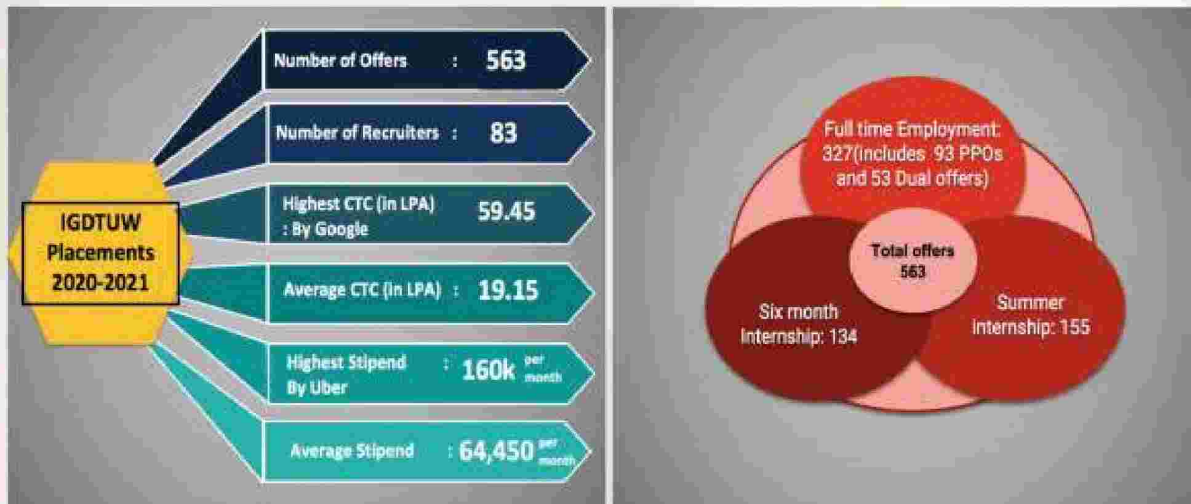 IGDTUW
Placements
2020-2021
Number of Offers : 563
Number of Recruiters : 83
Highest CTC (in LPA)
: By Google 59.45
Average CTC (in LPA) : 19.15
Highest Stipend : 160k per month
By Uber
Average Stipend : 64,450 per month
Full time Employment:
327(includes 93 PPOs
and 53 Dual offers)
Total offers
563
Six month
Internship: 134
Summer
internship: 155